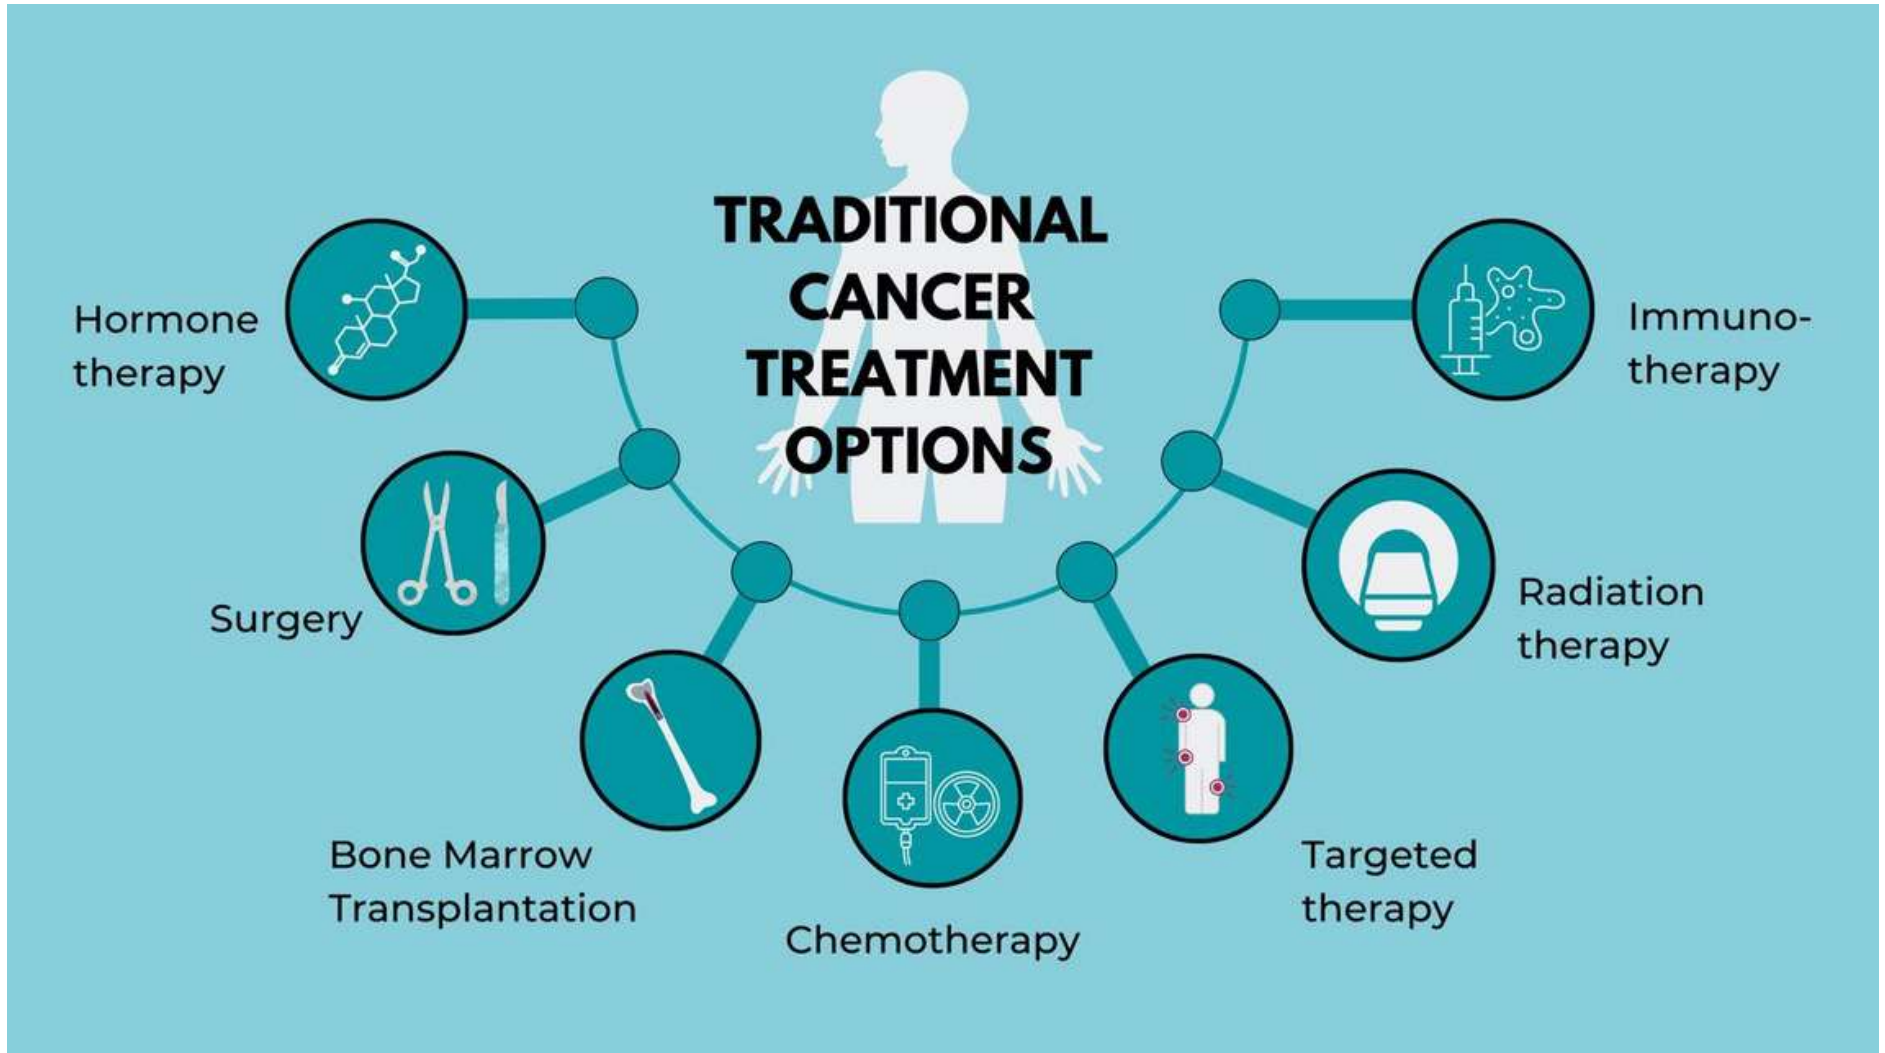 TRADITIONAL
CANCER
TREATMENT
OPTIONS
Hormone
therapy
Surgery
Bone Marrow
Transplantation
Chemotherapy
Targeted
therapy
Radiation
therapy
Immuno-
therapy